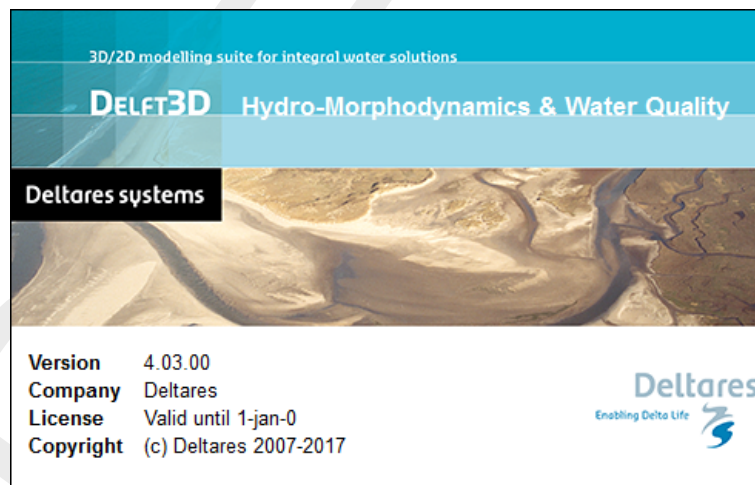 3D/2D modelling suite for integral water solutions
DELFT3D Hydro-Morphodynamics & Water Quality
Deltares systems
Version 4.03.00
Company Deltares
License Valid until 1-jan-0
Copyright (c) Deltares 2007-2017
Deltares
Enabling Delta Life